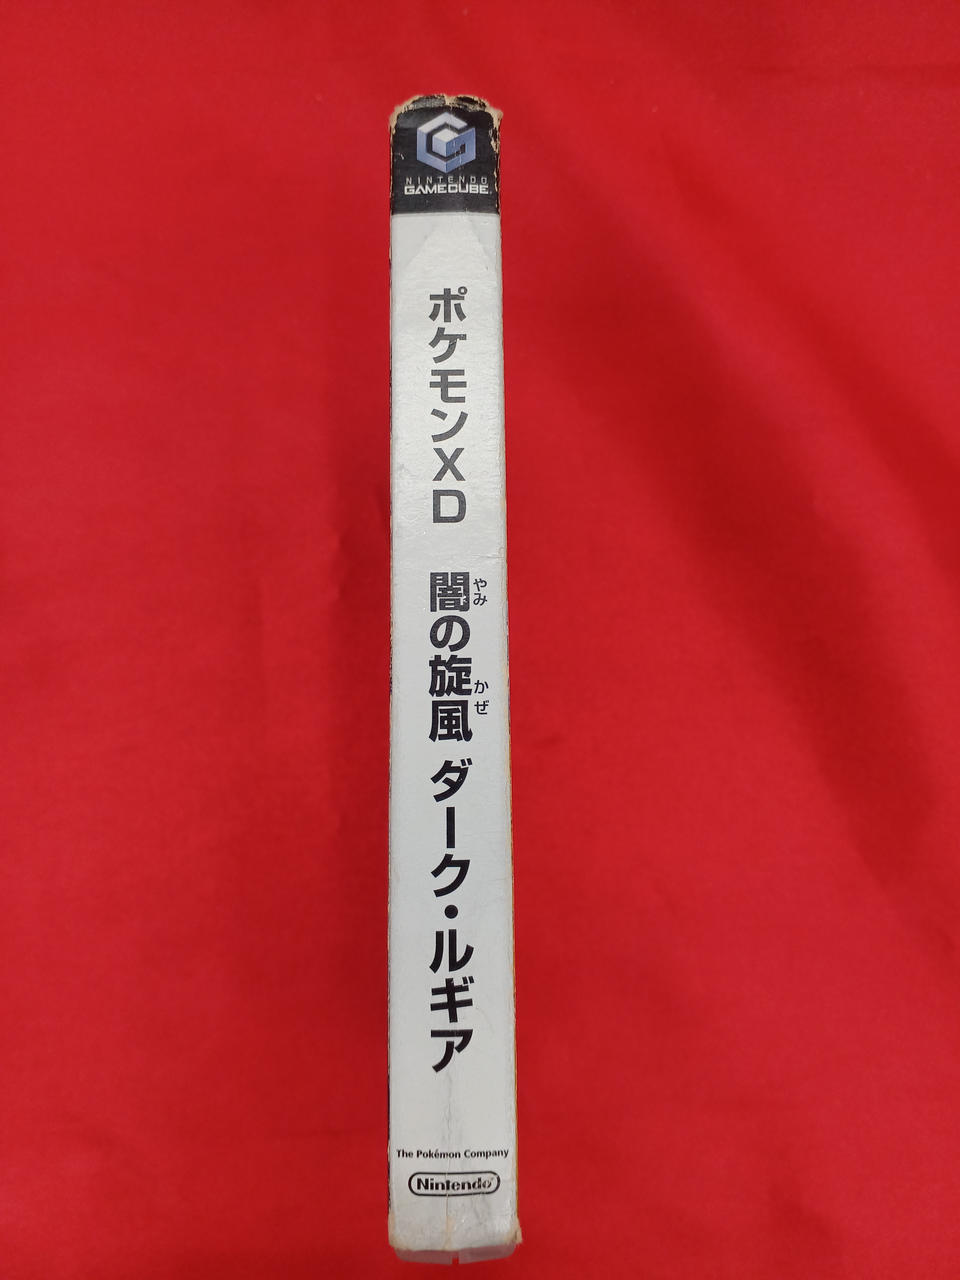 NINTENDO
GAMECUBE
ポケモンXD
闇の旋風 ダーク・ルギア
やみ
かぜ
The Pokémon Company
Nintendo